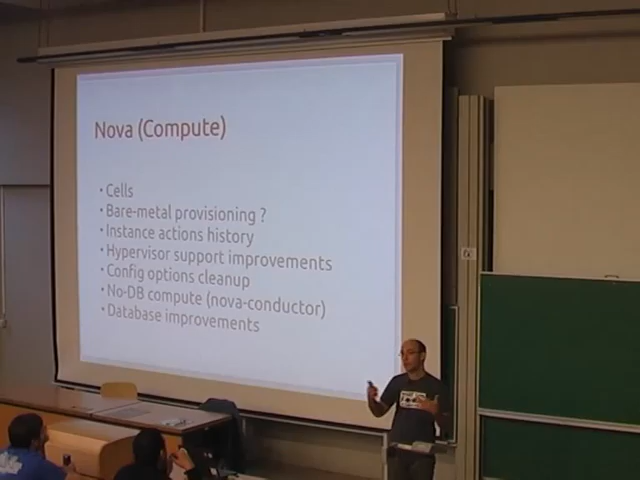 Nova (Compute)
• Cells
• Bare-metal provisioning ?
• Instance actions history
• Hypervisor support improvements
• Config options cleanup
• No-DB compute (nova-conductor)
• Database improvements